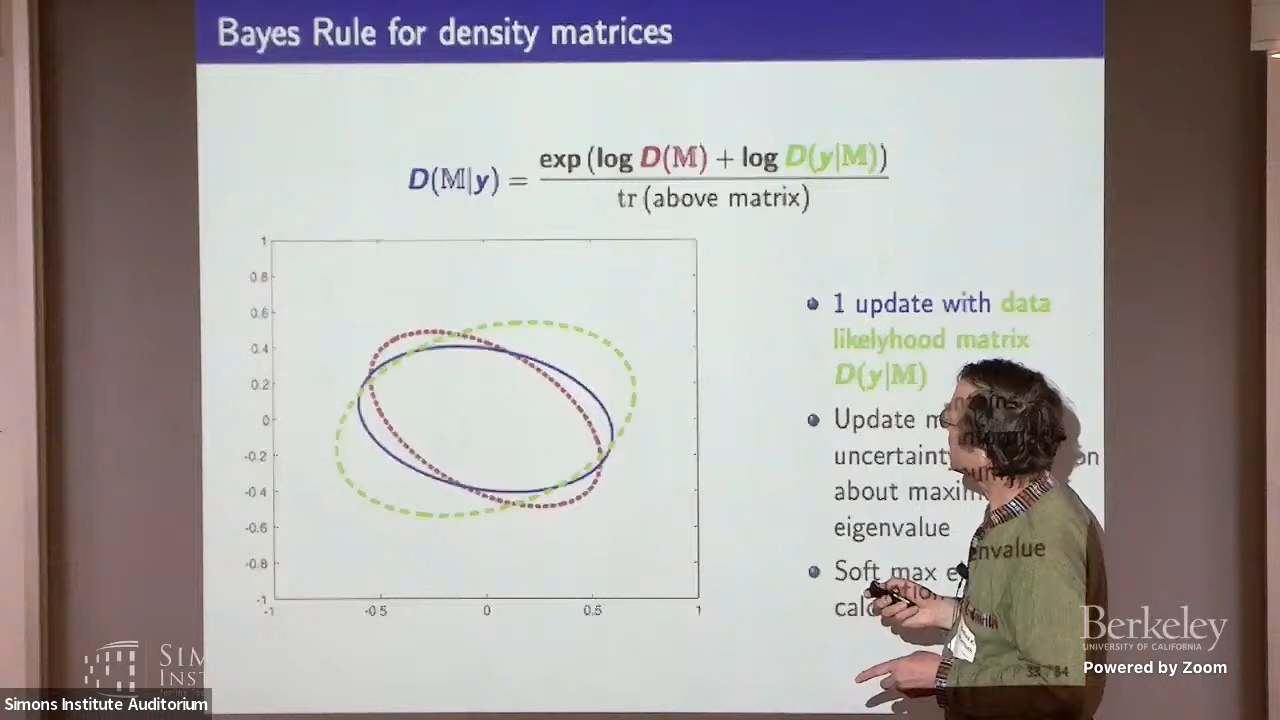 Bayes Rule for density matrices
D(𝕄|y) = exp (log D(𝕄) + log D(y|𝕄))
tr (above matrix)
1
0.8
0.6
0.4
0.2
0
-0.2
-0.4
-0.6
-0.8
-1
-1 -0.5 0 0.5 1
1 update with data
likelyhood matrix
D(y|𝕄)
Update
uncertainty
about
eigenvalue
Soft max
Berkeley
UNIVERSITY OF CALIFORNIA
Powered by Zoom
Simons Institute Auditorium